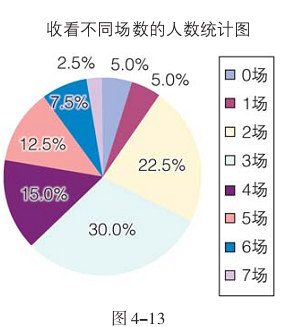 收看不同场数的人数统计图
2.5%
5.0%
5.0%
7.5%
12.5%
22.5%
15.0%
30.0%
0场
1场
2场
3场
4场
5场
6场
7场
图 4-13